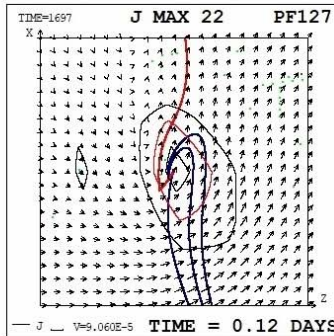 TIME=1697 J MAX 22 PF127
X
Z
J V=9.060E-5 TIME = 0.12 DAYS